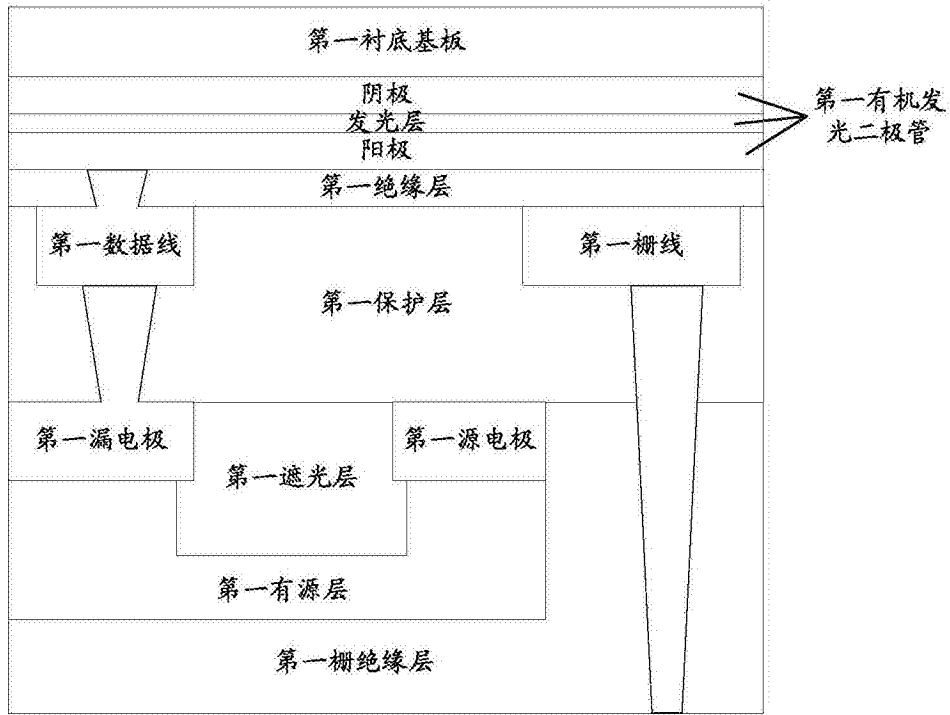 第一衬底基板
阴极
发光层
阳极
第一有机发
光二极管
第一绝缘层
第一数据线
第一栅线
第一保护层
第一漏电极
第一源电极
第一遮光层
第一有源层
第一栅绝缘层